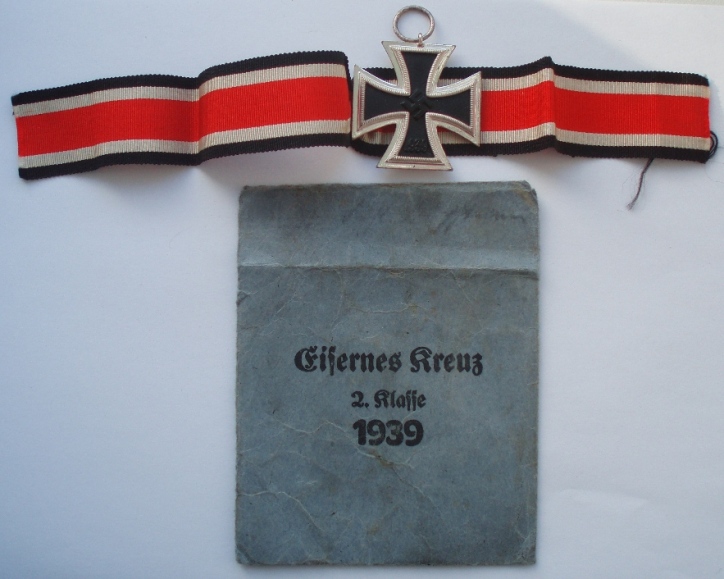 Eisernes Kreuz
2. Klasse
1939